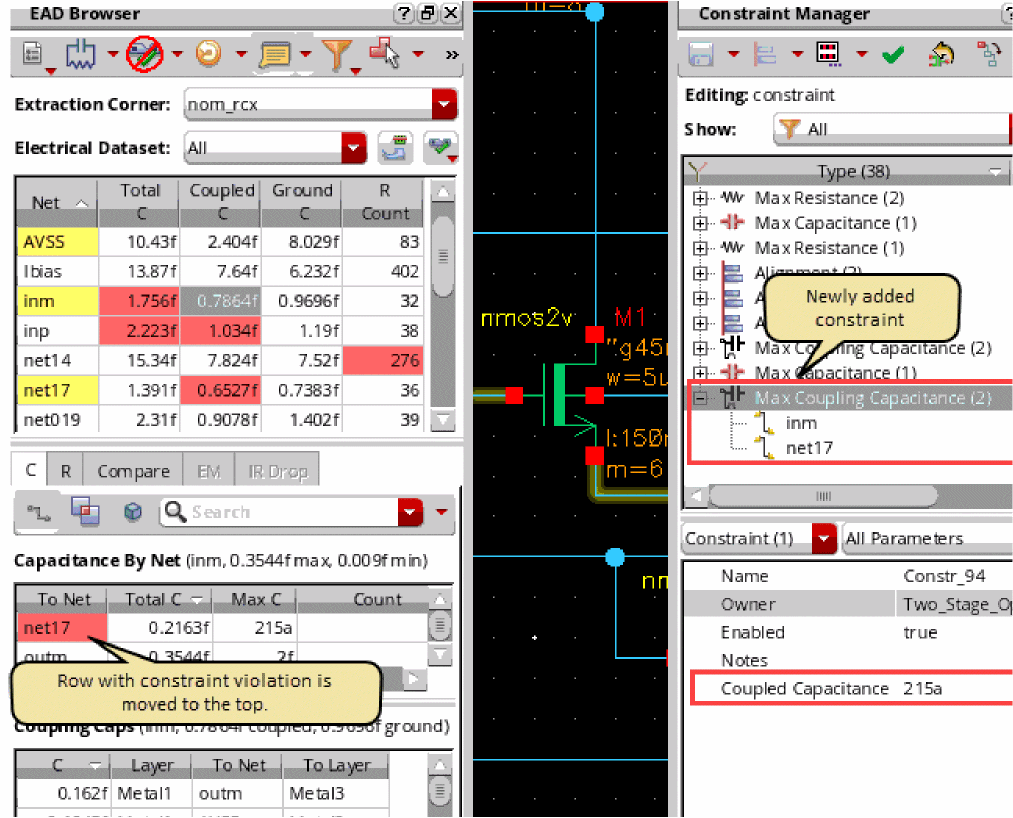 EAD Browser
Extraction Corner: nom_rcx
Electrical Dataset: All
Net Total C Coupled C Ground C R Count
AVSS 10.43f 2.404f 8.029f 83
Ibias 13.87f 7.64f 6.232f 402
inm 1.756f 0.7864f 0.9696f 32
inp 2.223f 1.034f 1.19f 38
net14 15.34f 7.824f 7.52f 276
net17 1.391f 0.6527f 0.7383f 36
net019 2.31f 0.9078f 1.402f 39
C R Compare EM IR Drop
Search
Capacitance By Net (inm, 0.3544f max, 0.009f min)
To Net Total C Max C Count
net17 0.2163f 215a
outm 0.3544f 2f
Row with constraint violation is
moved to the top.
Coupling Caps (inm, 0.7864f coupled, 0.9696f ground)
C Layer To Net To Layer
0.162f Metal1 outm Metal3
nmos2v M1
"g45
w=5u
l:150
m=6
nm
Constraint Manager
Editing: constraint
Show: All
Type (38)
Max Resistance (2)
Max Capacitance (1)
Max Resistance (1)
Alignment (2)
Newly added
constraint
Max Coupling Capacitance (2)
Max Capacitance (1)
Max Coupling Capacitance (2)
inm
net17
Constraint (1) All Parameters
Name Constr_94
Owner Two_Stage_Op
Enabled true
Notes
Coupled Capacitance 215a